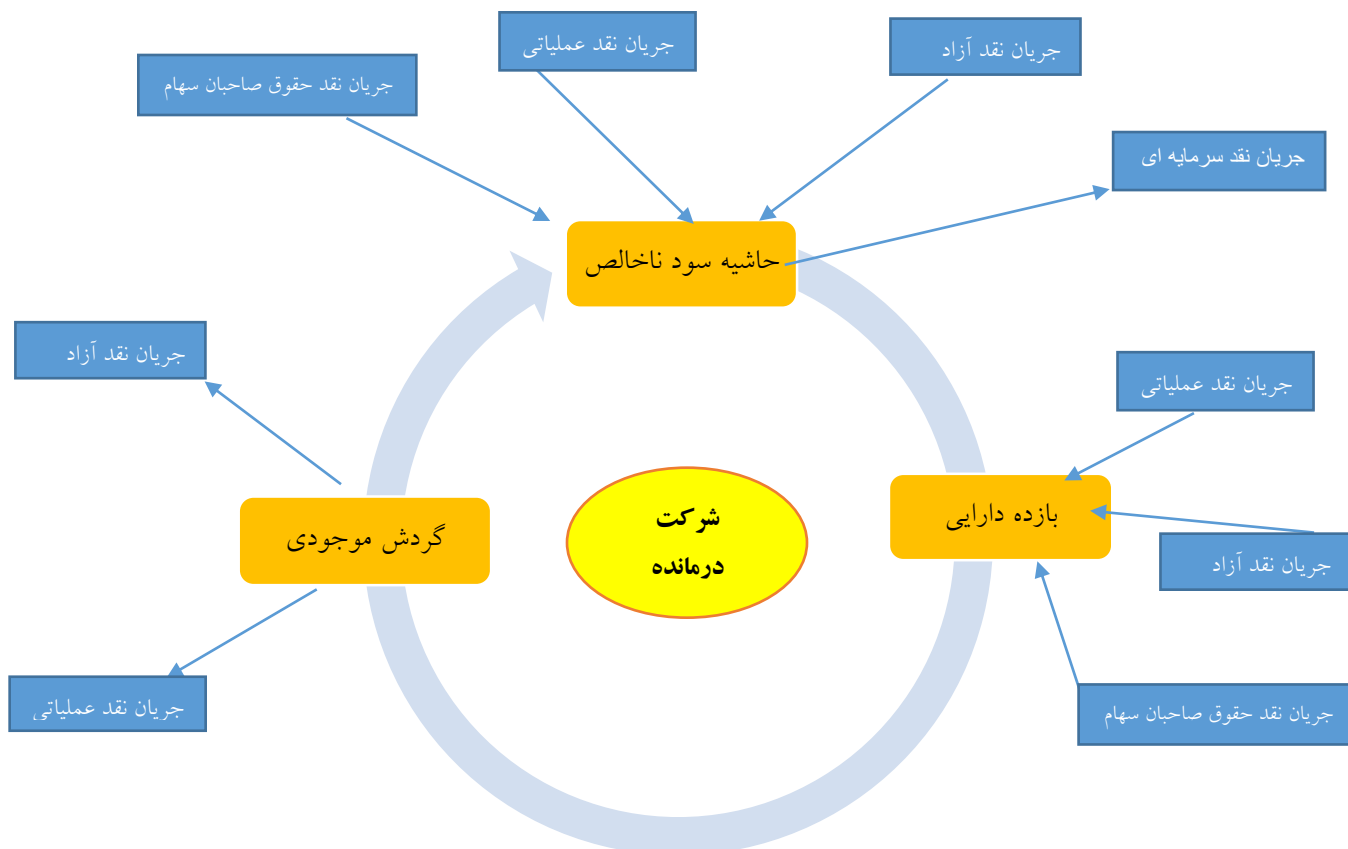 جریان نقد آزاد
جریان نقد عملیاتی
جریان نقد حقوق صاحبان سهام
جریان نقد سرمایه ای
حاشیه سود ناخالص
جریان نقد آزاد
جریان نقد عملیاتی
بازده دارایی
گردش موجودی
شرکت
درمانده
جریان نقد آزاد
جریان نقد حقوق صاحبان سهام
جریان نقد عملیاتی